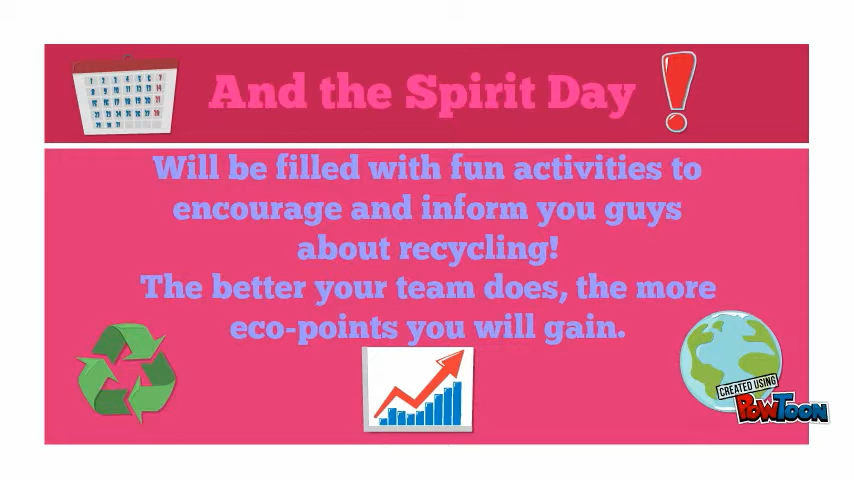 And the Spirit Day
Will be filled with fun activities to
encourage and inform you guys
about recycling!
The better your team does, the more
eco-points you will gain.
CREATED USING
POWTOON